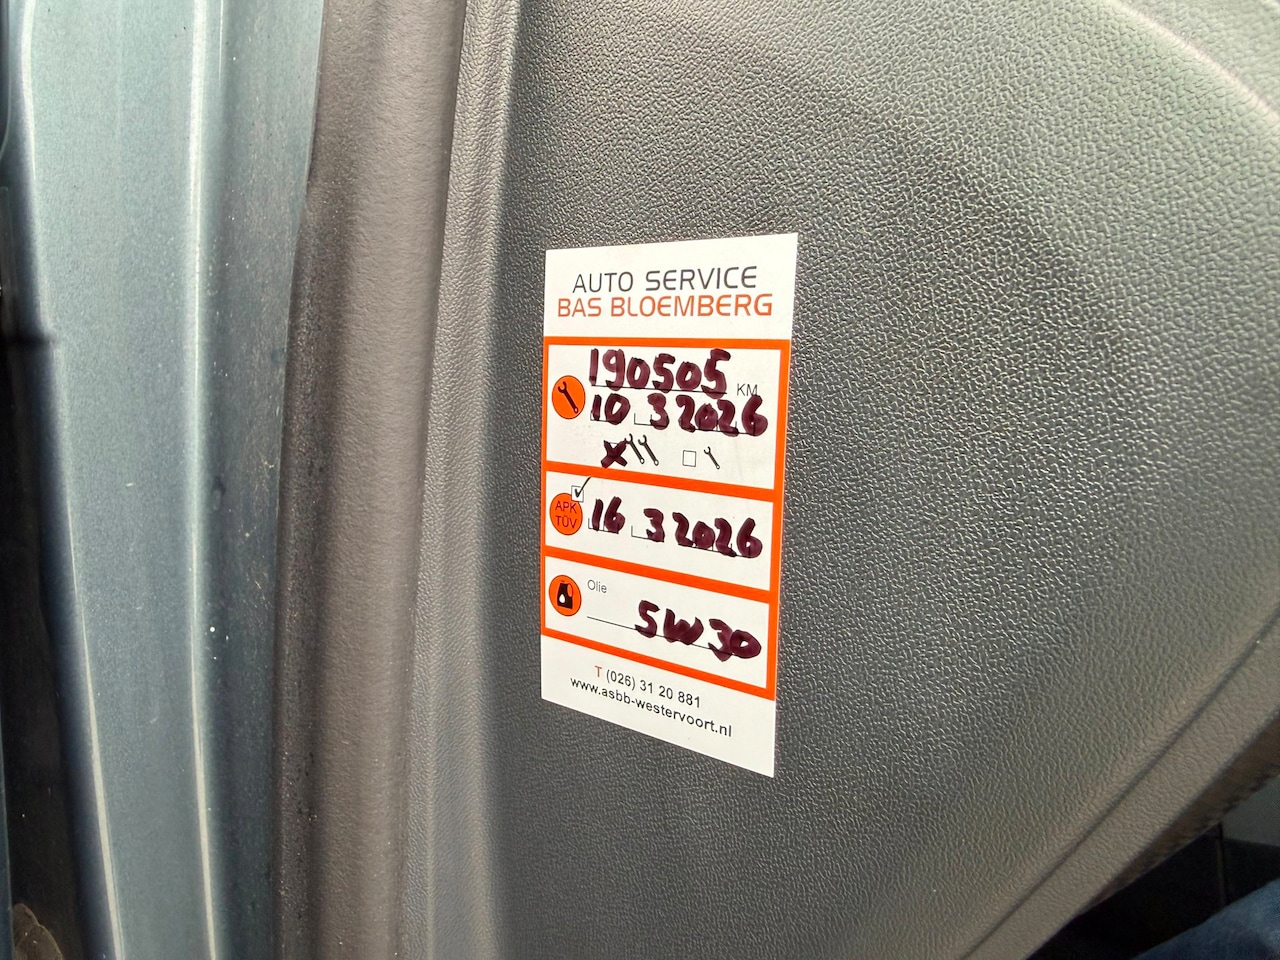 AUTO SERVICE
BAS BLOEMBERG
190505 KM
10 3 2026
APK
TÜV
16 3 2026
Olie
5W30
T (026) 31 20 881
www.asbb-westervoort.nl